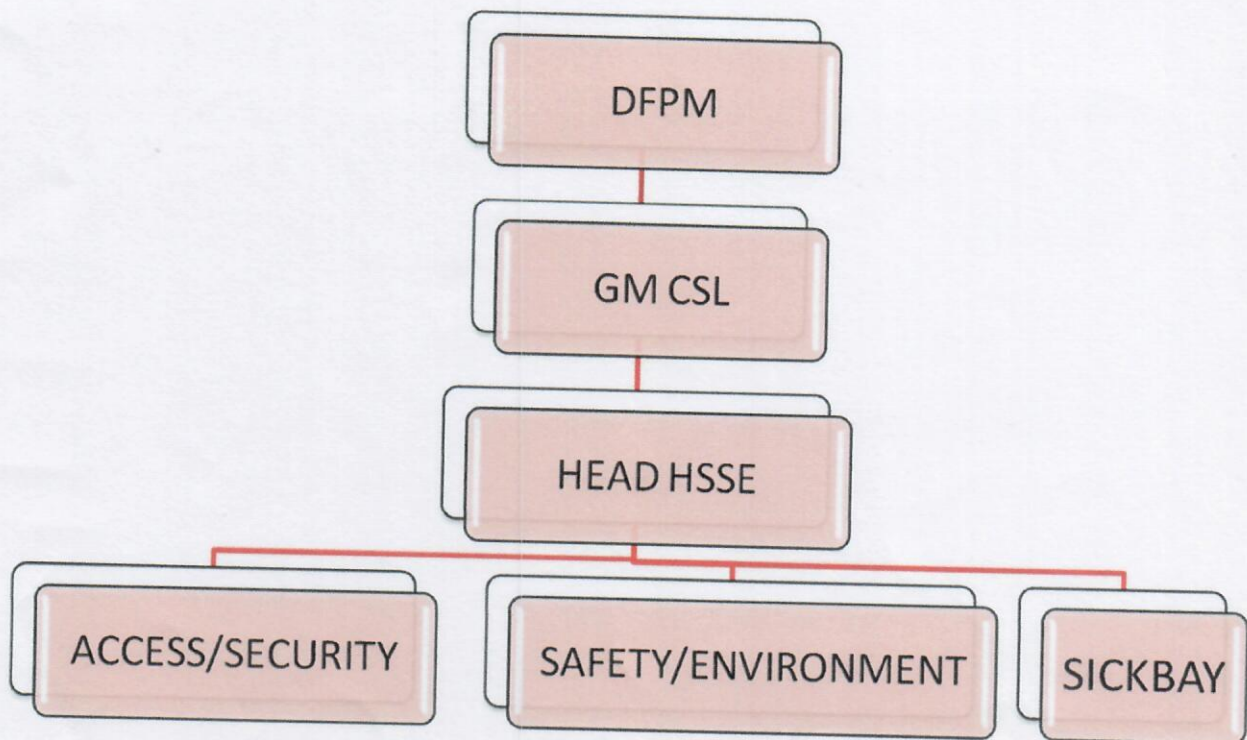 DFPM
GM CSL
HEAD HSSE
ACCESS/SECURITY
SAFETY/ENVIRONMENT
SICKBAY